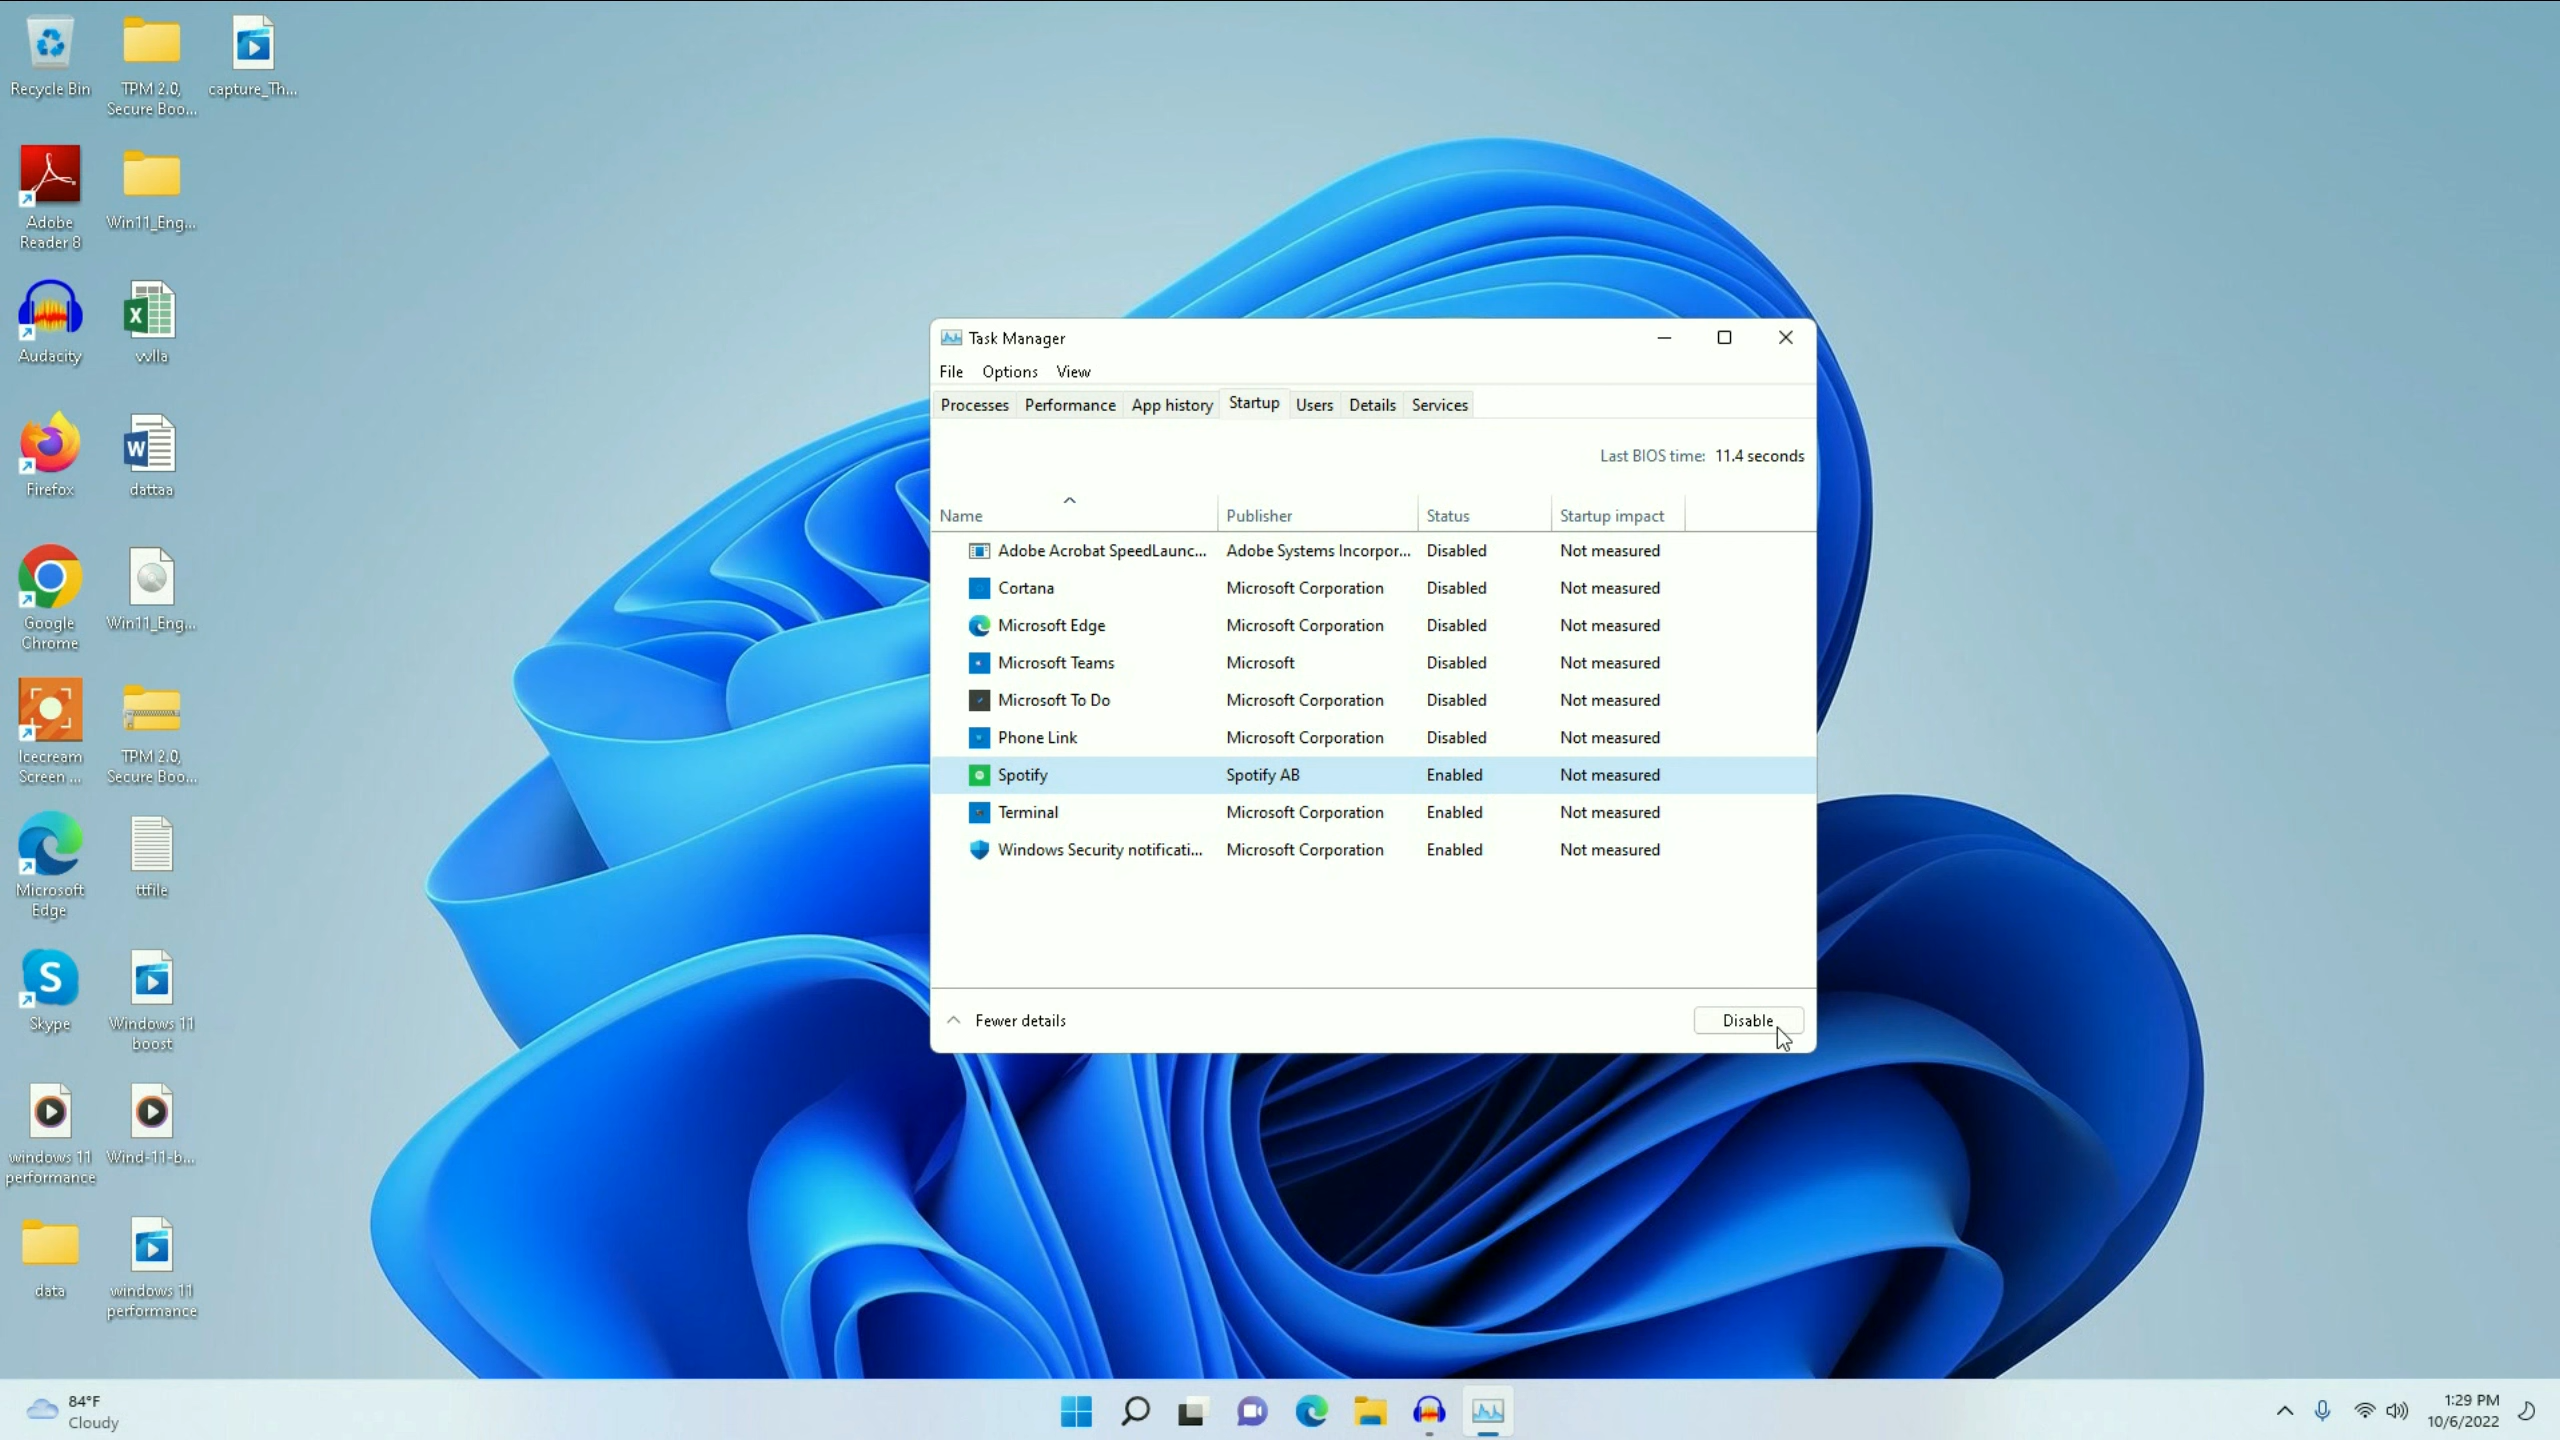 Recycle Bin
TPM 2.0,
Secure Boo...
capture_Th...
Adobe
Reader 8
Win11_Eng...
Audacity
vvlla
Firefox
dattaa
Google
Chrome
Win11_Eng...
Icecream
Screen ...
TPM 2.0,
Secure Boo...
Microsoft
Edge
ttfile
Skype
Windows 11
boost
windows 11
performance
Wind-11-b...
data
windows 11
performance
Task Manager
File Options View
Processes Performance App history Startup Users Details Services
Last BIOS time: 11.4 seconds
Name Publisher Status Startup impact
Adobe Acrobat SpeedLaunc... Adobe Systems Incorpor... Disabled Not measured
Cortana Microsoft Corporation Disabled Not measured
Microsoft Edge Microsoft Corporation Disabled Not measured
Microsoft Teams Microsoft Disabled Not measured
Microsoft To Do Microsoft Corporation Disabled Not measured
Phone Link Microsoft Corporation Disabled Not measured
Spotify Spotify AB Enabled Not measured
Terminal Microsoft Corporation Enabled Not measured
Windows Security notificati... Microsoft Corporation Enabled Not measured
Fewer details Disable
84°F
Cloudy
1:29 PM
10/6/2022